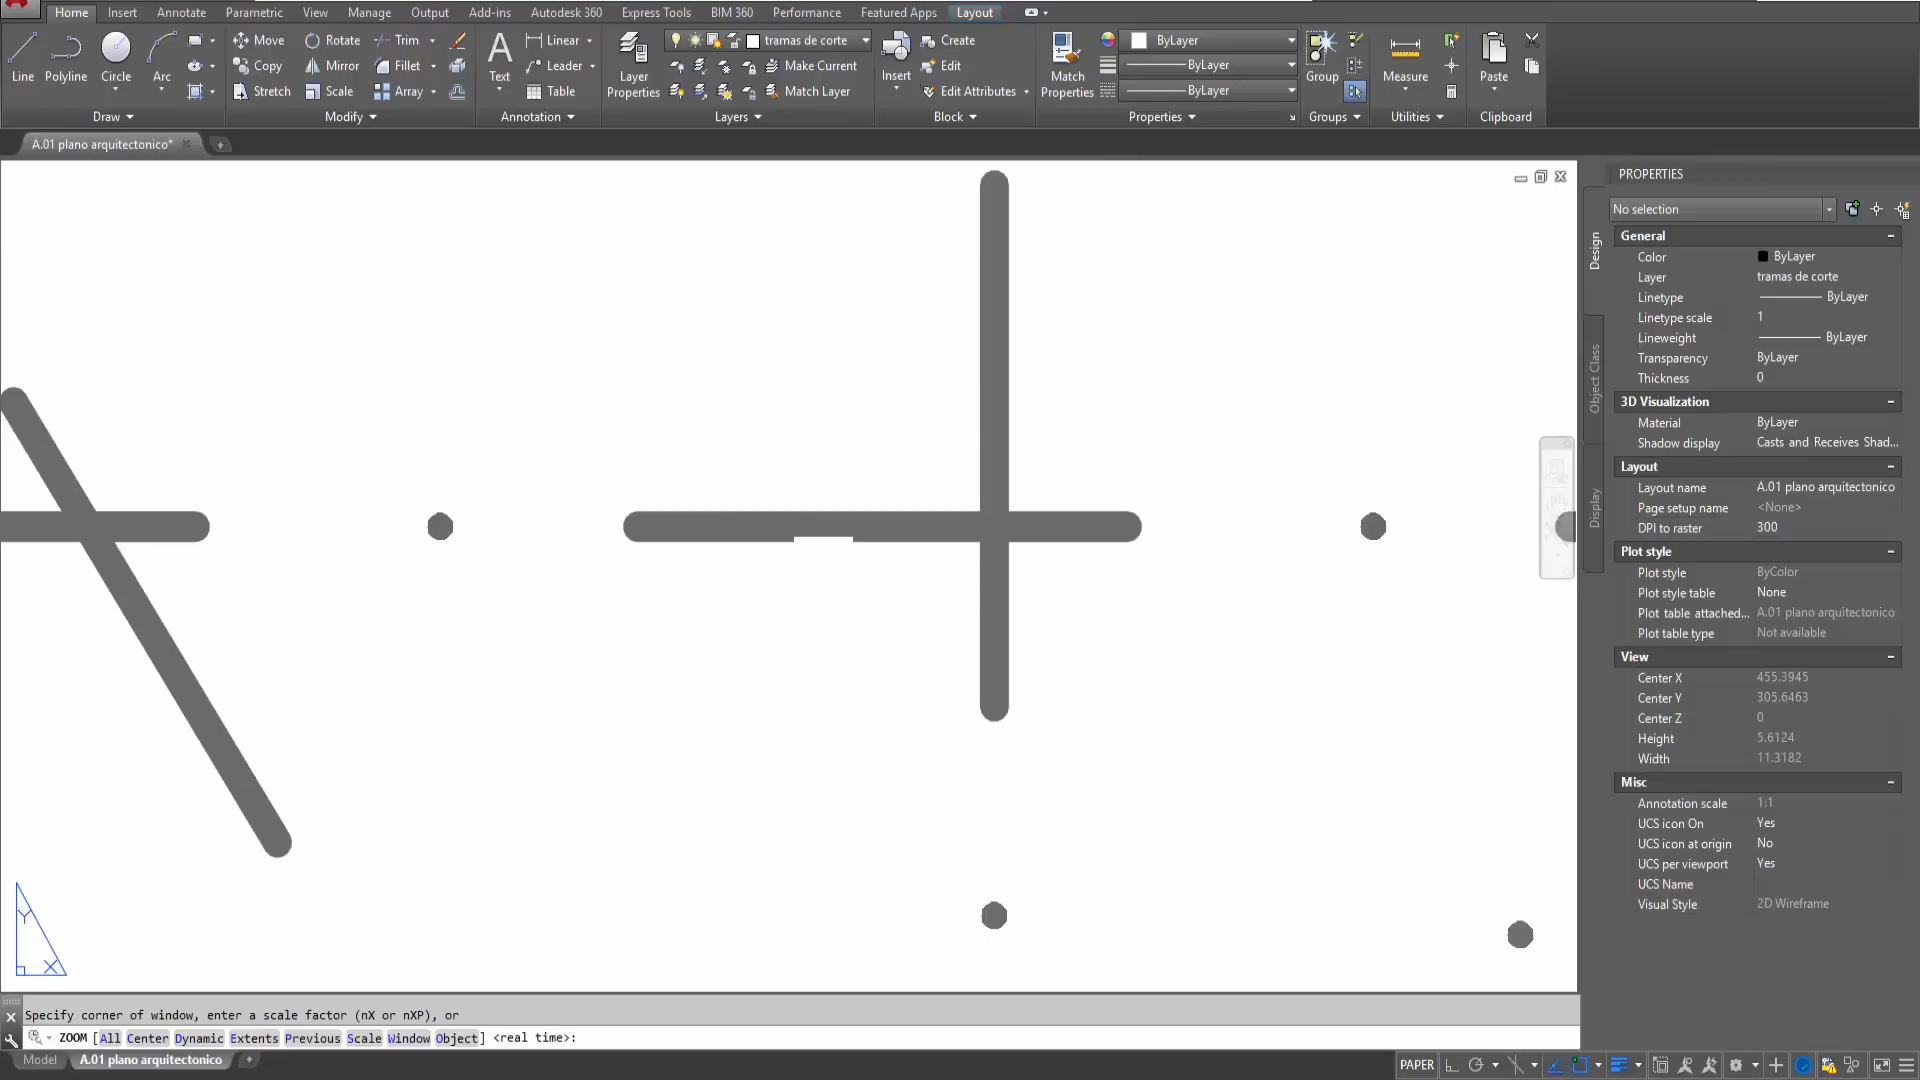 Home Insert Annotate Parametric View Manage Output Add-ins Autodesk 360 Express Tools BIM 360 Performance Featured Apps Layout
Line Polyline Circle Arc
Draw
Move Rotate Trim
Copy Mirror Fillet
Stretch Scale Array
Modify
Text
Linear
Leader
Table
Annotation
Layer Properties
tramas de corte
Make Current
Match Layer
Layers
Insert
Create
Edit
Edit Attributes
Block
Match Properties
ByLayer
ByLayer
ByLayer
Properties
Group
Groups
Measure
Utilities
Paste
Clipboard
A.01 plano arquitectonico*
PROPERTIES
No selection
Design
Object Class
Display
General
Color ByLayer
Layer tramas de corte
Linetype ByLayer
Linetype scale 1
Lineweight ByLayer
Transparency ByLayer
Thickness 0
3D Visualization
Material ByLayer
Shadow display Casts and Receives Shad...
Layout
Layout name A.01 plano arquitectonico
Page setup name <None>
DPI to raster 300
Plot style
Plot style ByColor
Plot style table None
Plot table attached... A.01 plano arquitectonico
Plot table type Not available
View
Center X 455.3945
Center Y 305.6463
Center Z 0
Height 5.6124
Width 11.3182
Misc
Annotation scale 1:1
UCS icon On Yes
UCS icon at origin No
UCS per viewport Yes
UCS Name
Visual Style 2D Wireframe
Y
X
Specify corner of window, enter a scale factor (nX or nXP), or
ZOOM [All Center Dynamic Extents Previous Scale Window Object] <real time>:
Model A.01 plano arquitectonico
PAPER